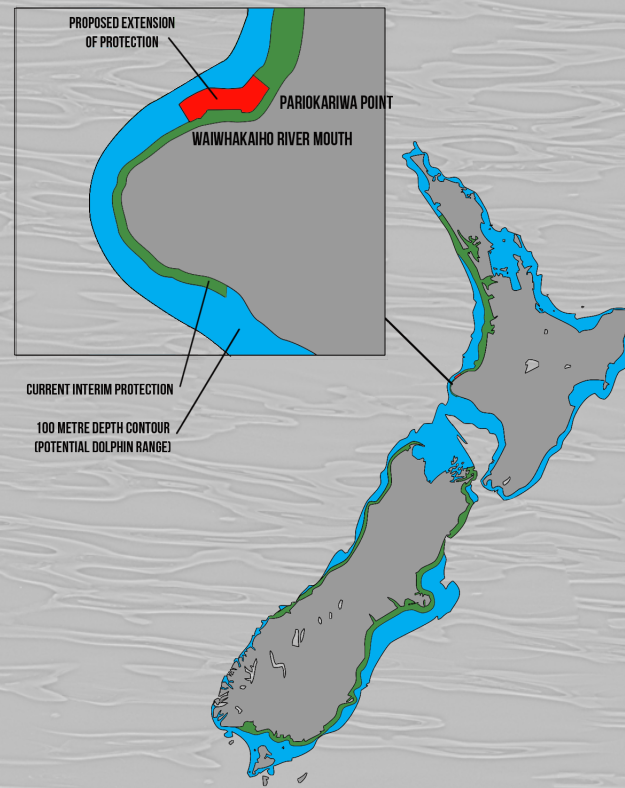 PROPOSED EXTENSION
OF PROTECTION
PARIOKARIWA POINT
WAIWHAKAIHO RIVER MOUTH
CURRENT INTERIM PROTECTION
100 METRE DEPTH CONTOUR
(POTENTIAL DOLPHIN RANGE)